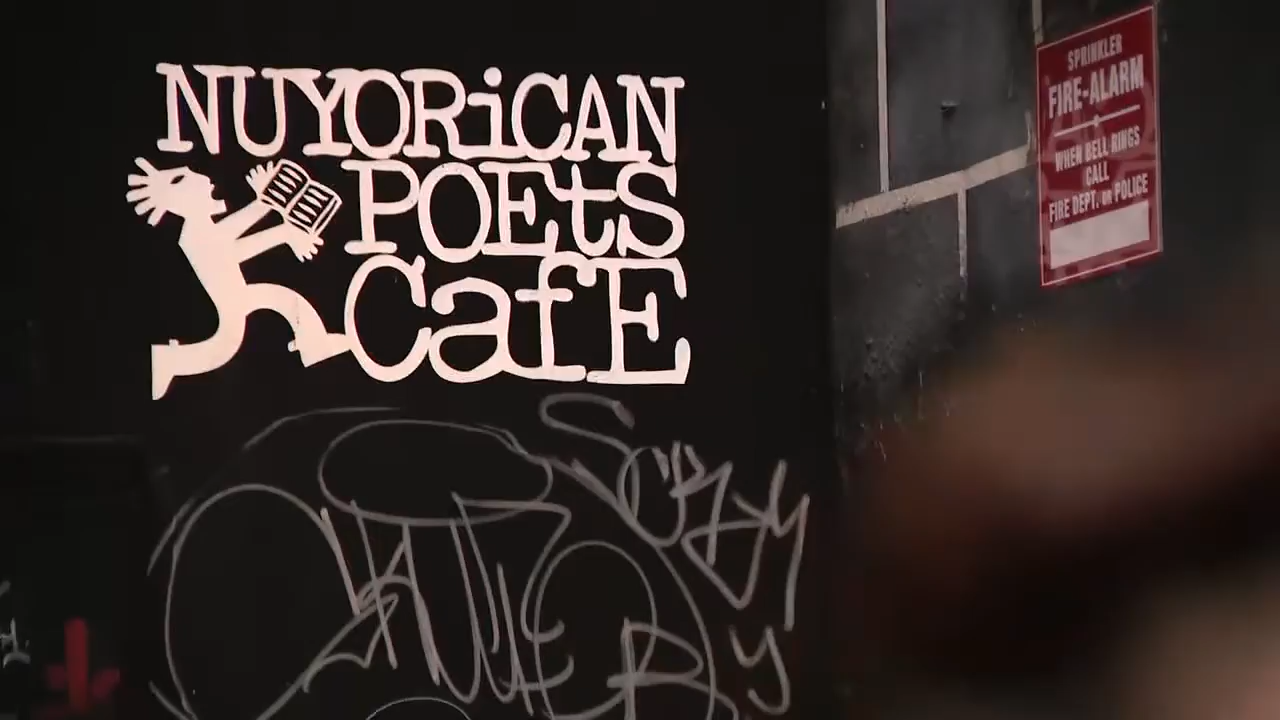 NUYORiCAN
POEtS
CafE
SPRINKLER
FIRE-ALARM
WHEN BELL RINGS
CALL
FIRE DEPT. OR POLICE